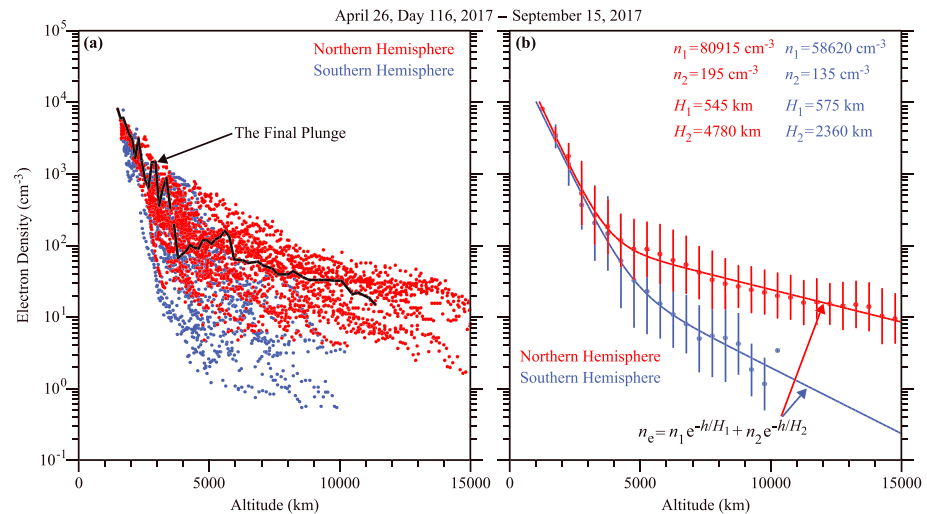 April 26, Day 116, 2017 – September 15, 2017
(a)
Northern Hemisphere
Southern Hemisphere
The Final Plunge
Electron Density (cm⁻³)
10⁵
10⁴
10³
10²
10¹
10⁰
10⁻¹
0
5000
10000
15000
Altitude (km)
(b)
n₁=80915 cm⁻³ n₁=58620 cm⁻³
n₂=195 cm⁻³ n₂=135 cm⁻³
H₁=545 km H₁=575 km
H₂=4780 km H₂=2360 km
Northern Hemisphere
Southern Hemisphere
nₑ=n₁e^-h/H₁+n₂e^-h/H₂
0
5000
10000
15000
Altitude (km)